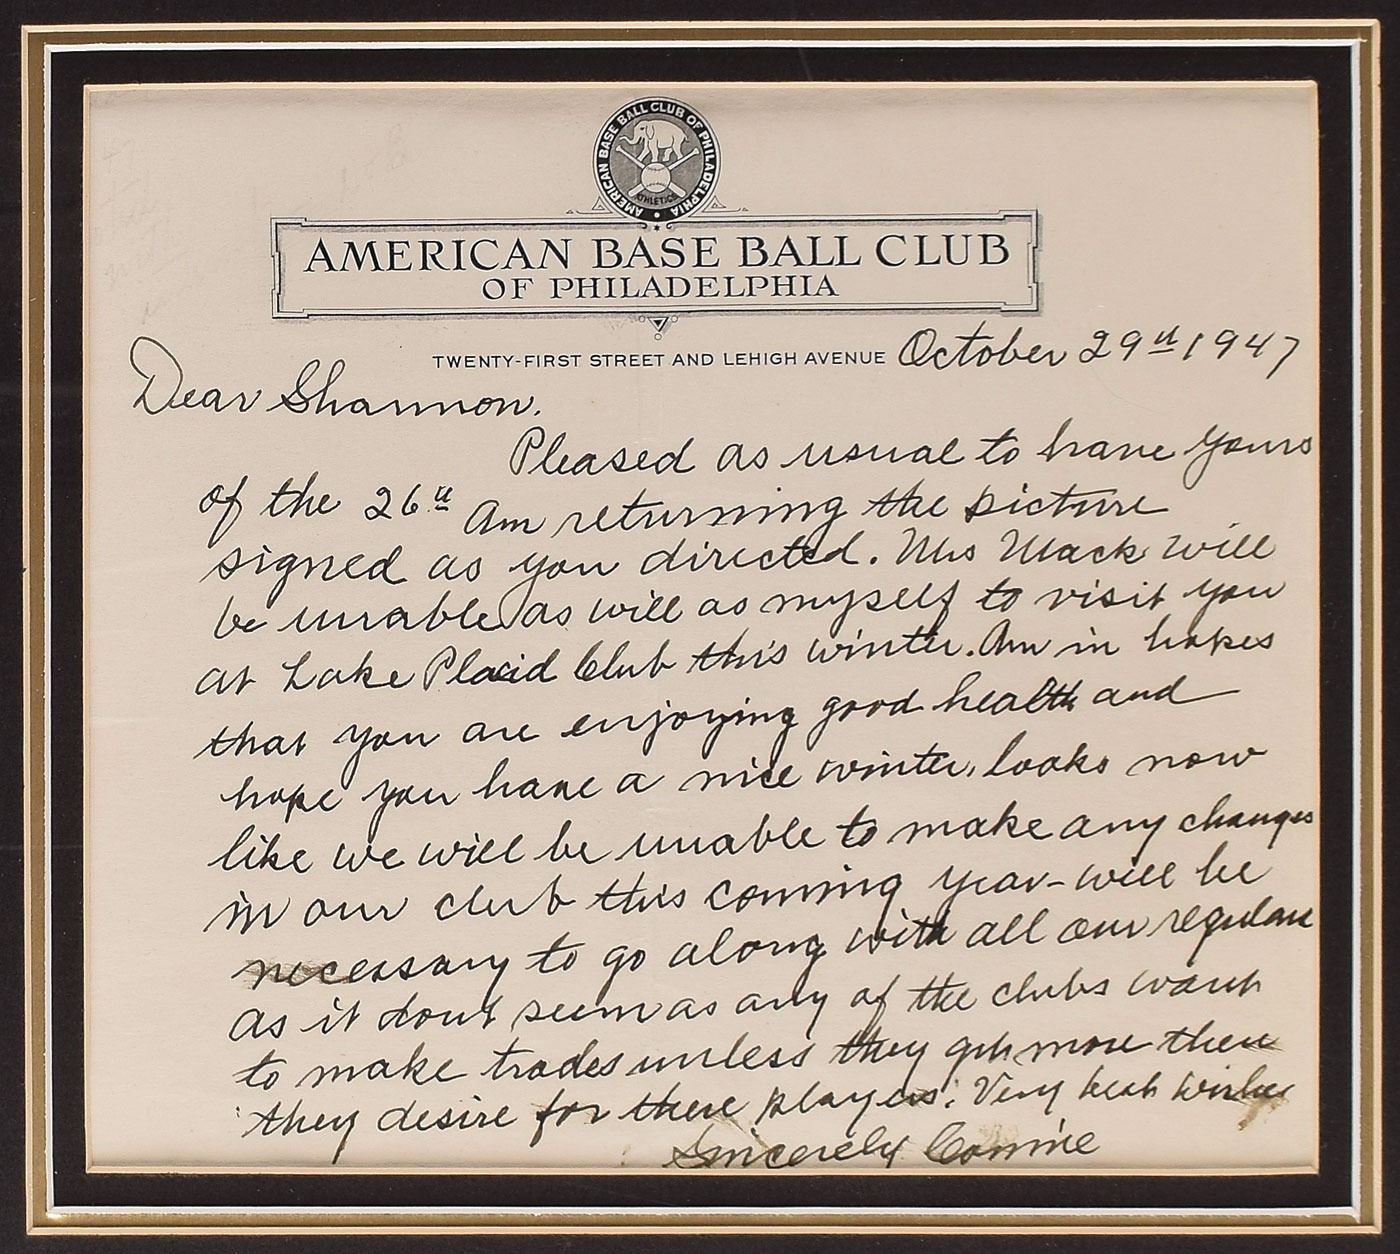 AMERICAN BASE BALL CLUB OF PHILADELPHIA
ATHLETICS
AMERICAN BASE BALL CLUB
OF PHILADELPHIA
TWENTY-FIRST STREET AND LEHIGH AVENUE October 29th 1947
Dear Shannon.
Pleased as usual to have yours
of the 26th Am returning the picture
signed as you directed. Mrs Mack will
be unable as will as myself to visit you
at Lake Placid Club this winter. Am in hopes
that you are enjoying good health and
hope you have a nice winter, looks now
like we will be unable to make any changes
in our club this coming year - will be
necessary to go along with all our regulars
as it dont seem as any of the clubs want
to make trades unless they get more then
they desire for there players. Very best wishes
Sincerely Connie